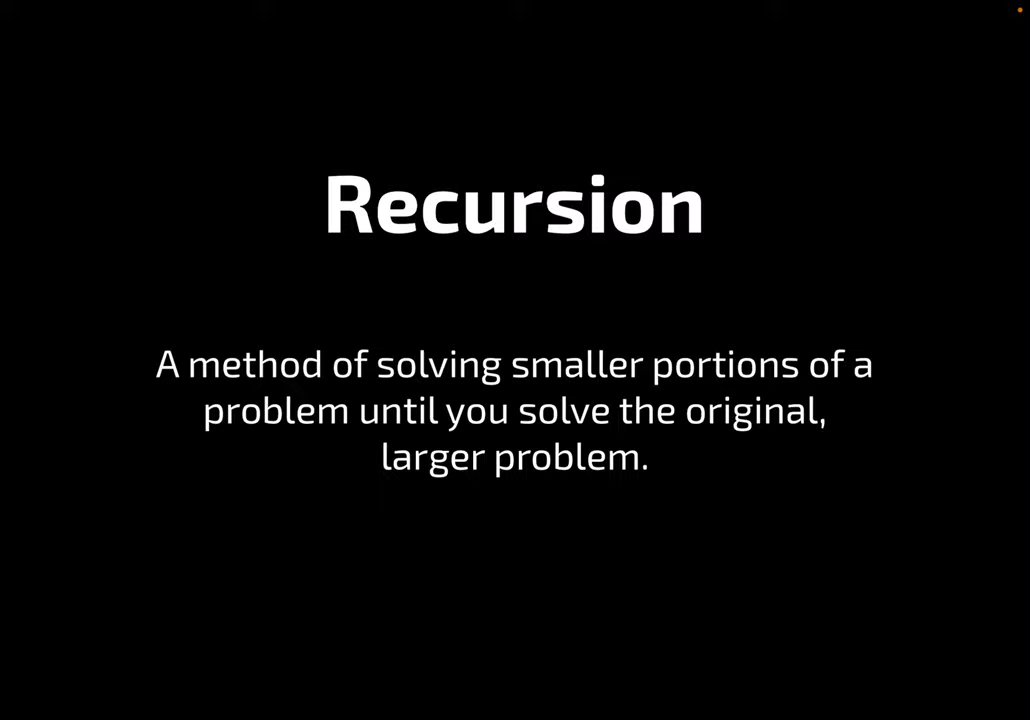 Recursion
A method of solving smaller portions of a
problem until you solve the original,
larger problem.